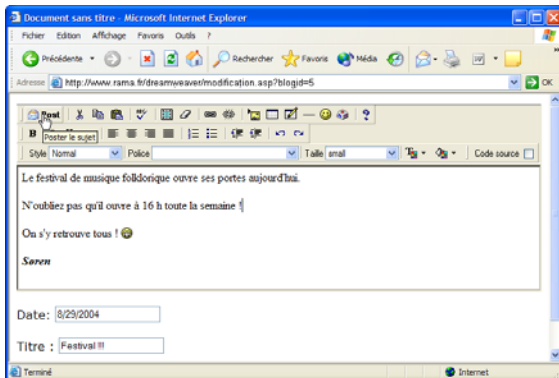 Document sans titre - Microsoft Internet Explorer
Fichier Edition Affichage Favoris Outils ?
Précédente Rechercher Favoris Média
Adresse http://www.rama.fr/dreamweaver/modification.asp?blogid=5 OK
Post
B
Poster le sujet
Style Normal Police Taille small Code source
Le festival de musique folklorique ouvre ses portes aujourd'hui.
N'oubliez pas qu'il ouvre à 16 h toute la semaine !
On s'y retrouve tous !
Søren
Date: 8/29/2004
Titre : Festival !!!
Terminé Internet